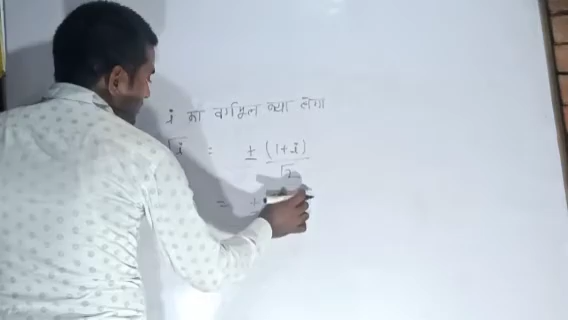 i का वर्गमूल क्या होगा
√i = ± (1+i)/√2
= ±